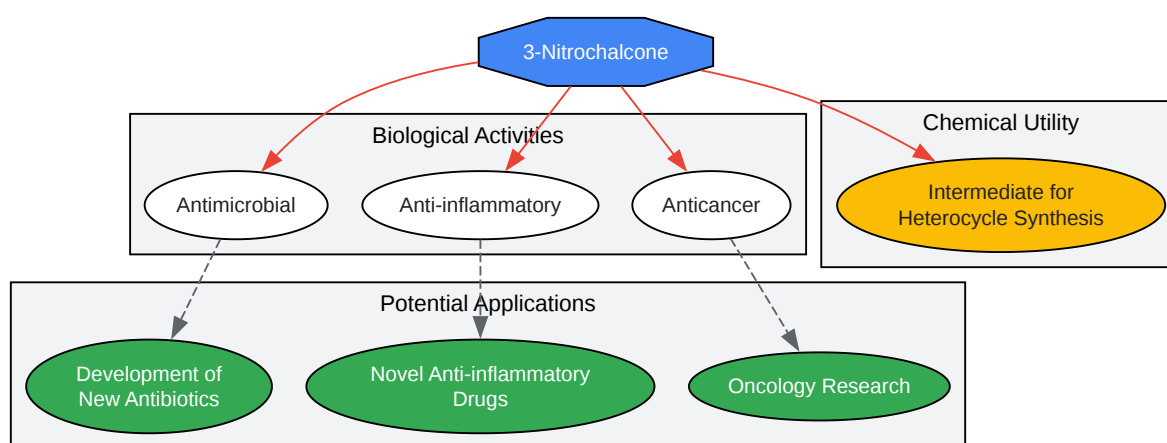 3-Nitrochalcone
Biological Activities
Chemical Utility
Antimicrobial
Anti-inflammatory
Anticancer
Intermediate for
Heterocycle Synthesis
Potential Applications
Development of
New Antibiotics
Novel Anti-inflammatory
Drugs
Oncology Research